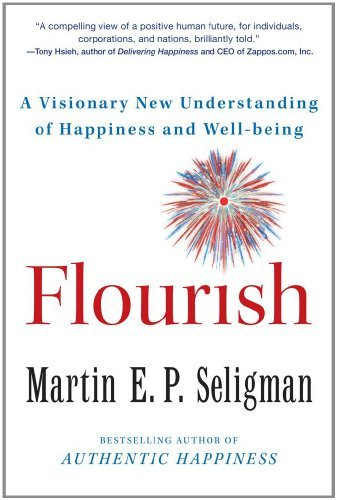 “A compelling view of a positive human future, for individuals,
corporations, and nations, brilliantly told.”
—Tony Hsieh, author of Delivering Happiness and CEO of Zappos.com, Inc.
A Visionary New Understanding
of Happiness and Well-being
Flourish
Martin E. P. Seligman
BESTSELLING AUTHOR OF
AUTHENTIC HAPPINESS